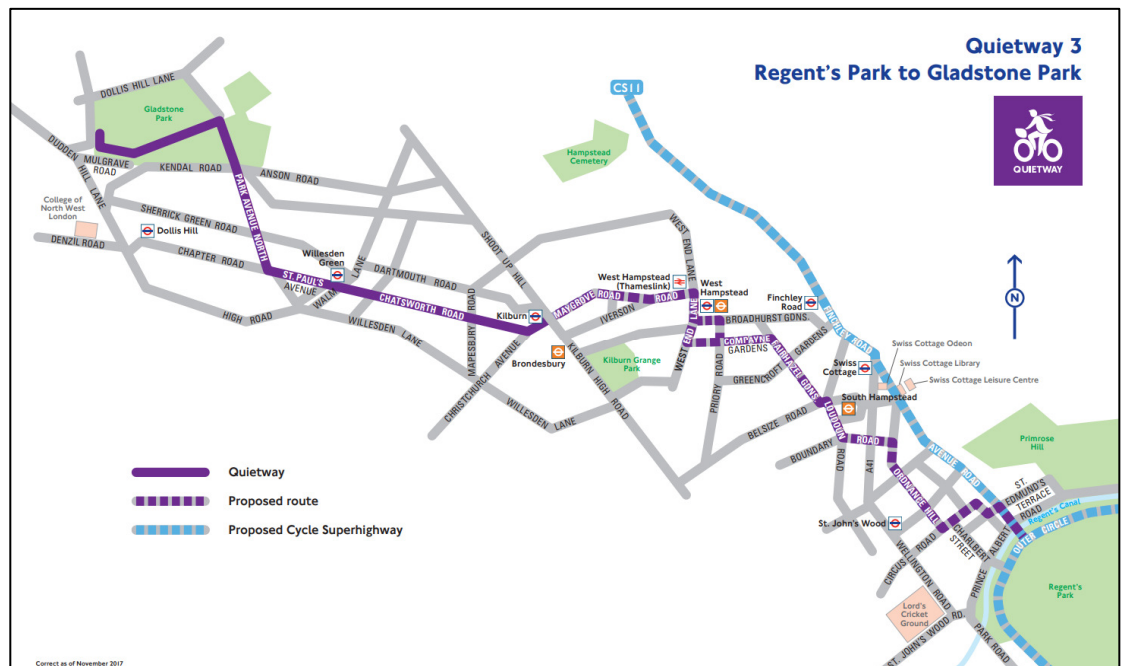 Quietway 3
Regent's Park to Gladstone Park
QUIETWAY
CS11
DOLLIS HILL LANE
Gladstone
Park
DUDDEN HILL LANE
MULGRAVE
ROAD
KENDAL ROAD
ANSON ROAD
PARK AVENUE NORTH
College of
North West
London
DENZIL ROAD
Dollis Hill
SHERRICK GREEN ROAD
CHAPTER ROAD
HIGH ROAD
Willesden
Green
ST. PAUL'S
AVENUE
WALM LANE
DARTMOUTH ROAD
CHATSWORTH ROAD
WILLESDEN LANE
MAPESBURY ROAD
CHRISTCHURCH AVENUE
WILLESDEN LANE
SHOOT UP HILL
Kilburn
Brondesbury
KILBURN HIGH ROAD
Hampstead
Cemetery
MAYGROVE ROAD
ROAD
IVERSON
Kilburn Grange
Park
WEST END LANE
West Hampstead
(Thameslink)
West
Hampstead
WEST END LANE
BROADHURST GDNS.
COMPAYNE
GARDENS
FAIRHAZEL GDNS
PRIORY ROAD
GREENCROFT GARDENS
Finchley
Road
FINCHLEY ROAD
Swiss Cottage Odeon
Swiss Cottage Library
Swiss Cottage Leisure Centre
Swiss
Cottage
South Hampstead
BELSIZE ROAD
BOUNDARY
ROAD
LOUDOUN
ROAD
A41
ORDNANCE HILL
AVENUE ROAD
Primrose
Hill
ST.
EDMUND'S
TERRACE
Regent's Canal
PRINCE ALBERT ROAD
OUTER CIRCLE
CHARLBERT
STREET
CIRCUS ROAD
St. John's Wood
WELLINGTON ROAD
Lord's
Cricket
Ground
ST. JOHN'S WOOD RD.
PARK ROAD
Regent's
Park
N
Quietway
Proposed route
Proposed Cycle Superhighway
Correct as of November 2017